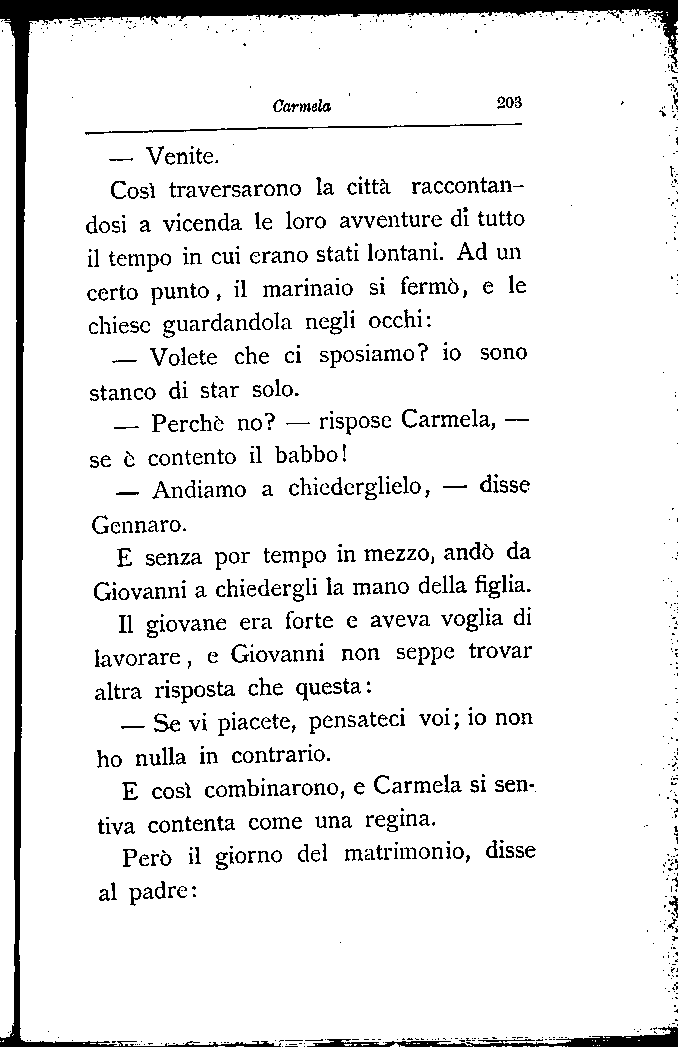 Carmela 203
— Venite.
Così traversarono la città raccontan-
dosi a vicenda le loro avventure di tutto
il tempo in cui erano stati lontani. Ad un
certo punto, il marinaio si fermò, e le
chiese guardandola negli occhi:
— Volete che ci sposiamo? io sono
stanco di star solo.
— Perchè no? — rispose Carmela, —
se è contento il babbo!
— Andiamo a chiederglielo, — disse
Gennaro.
E senza por tempo in mezzo, andò da
Giovanni a chiedergli la mano della figlia.
Il giovane era forte e aveva voglia di
lavorare, e Giovanni non seppe trovar
altra risposta che questa:
— Se vi piacete, pensateci voi; io non
ho nulla in contrario.
E così combinarono, e Carmela si sen-
tiva contenta come una regina.
Però il giorno del matrimonio, disse
al padre: